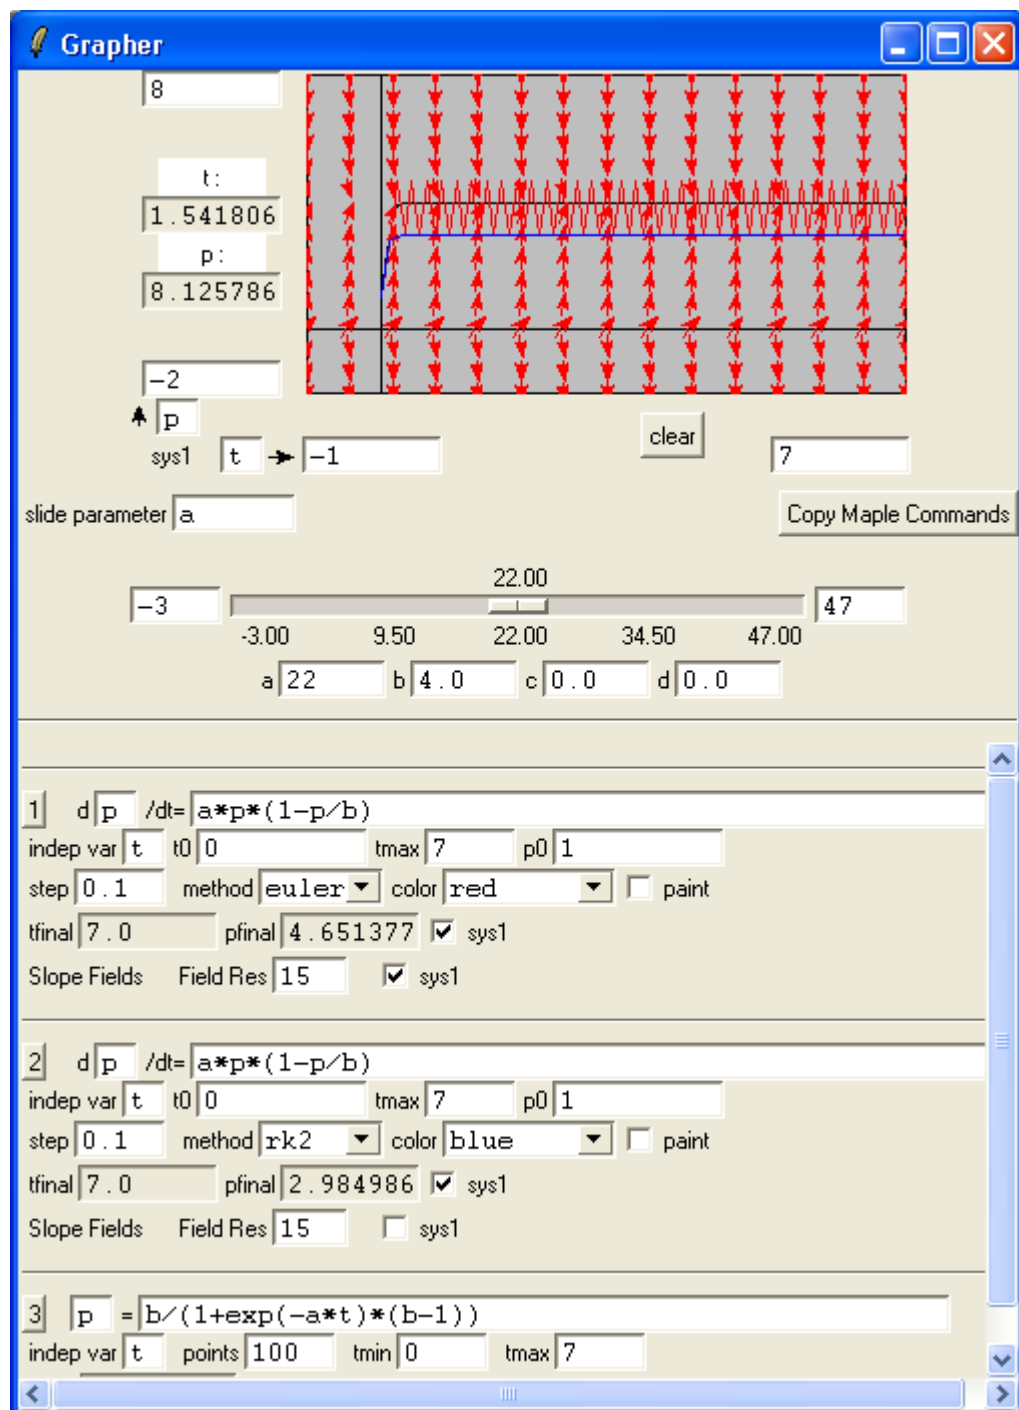 Grapher
8
t:
1.541806
p:
8.125786
-2
p
sys1 t -1 clear 7
slide parameter a Copy Maple Commands
22.00
-3 47
-3.00 9.50 22.00 34.50 47.00
a 22 b 4.0 c 0.0 d 0.0
1 d p /dt= a*p*(1-p/b)
indep var t t0 0 tmax 7 p0 1
step 0.1 method euler color red paint
tfinal 7.0 pfinal 4.651377 sys1
Slope Fields Field Res 15 sys1
2 d p /dt= a*p*(1-p/b)
indep var t t0 0 tmax 7 p0 1
step 0.1 method rk2 color blue paint
tfinal 7.0 pfinal 2.984986 sys1
Slope Fields Field Res 15 sys1
3 p = b/(1+exp(-a*t)*(b-1))
indep var t points 100 tmin 0 tmax 7